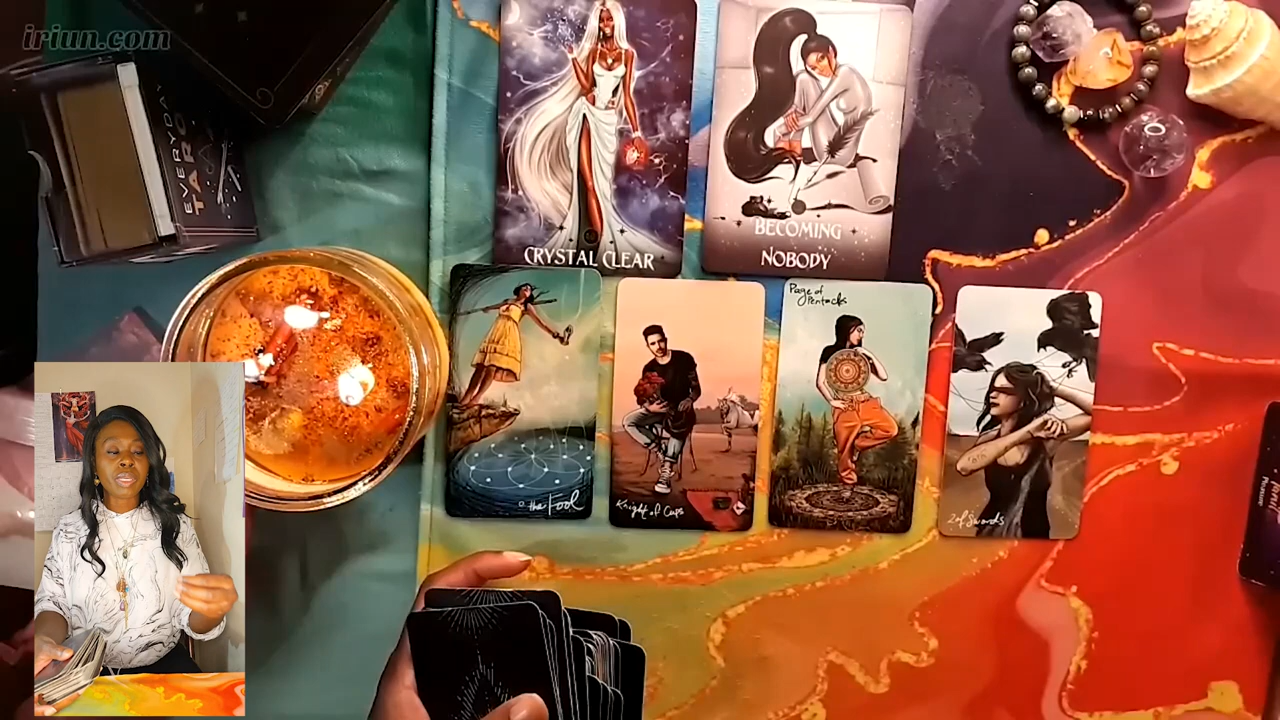 iriun.com
EVERYDAY
TAROT
CRYSTAL CLEAR
BECOMING
NOBODY
0 the Fool
Knight of Cups
Page of
Pentacles
2 of Swords